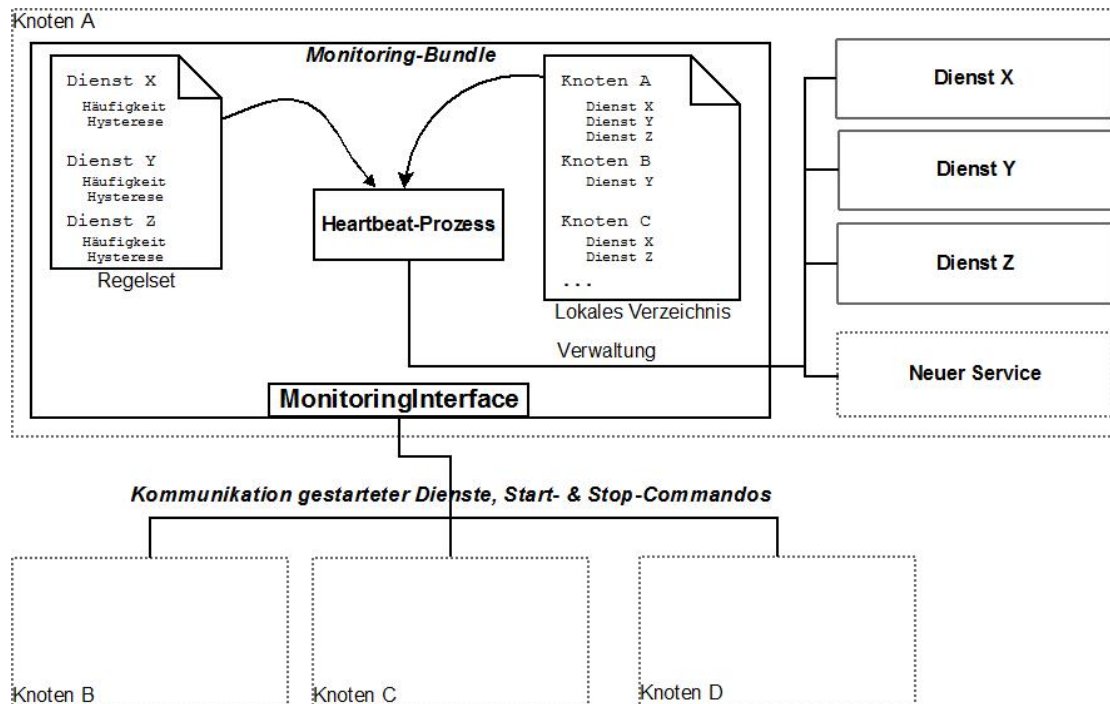 Knoten A
Monitoring-Bundle
Dienst X
Häufigkeit
Hysterese
Dienst Y
Häufigkeit
Hysterese
Dienst Z
Häufigkeit
Hysterese
Regelset
Heartbeat-Prozess
Knoten A
Dienst X
Dienst Y
Dienst Z
Knoten B
Dienst Y
Knoten C
Dienst X
Dienst Z
...
Lokales Verzeichnis
Verwaltung
MonitoringInterface
Dienst X
Dienst Y
Dienst Z
Neuer Service
Kommunikation gestarteter Dienste, Start- & Stop-Commandos
Knoten B
Knoten C
Knoten D